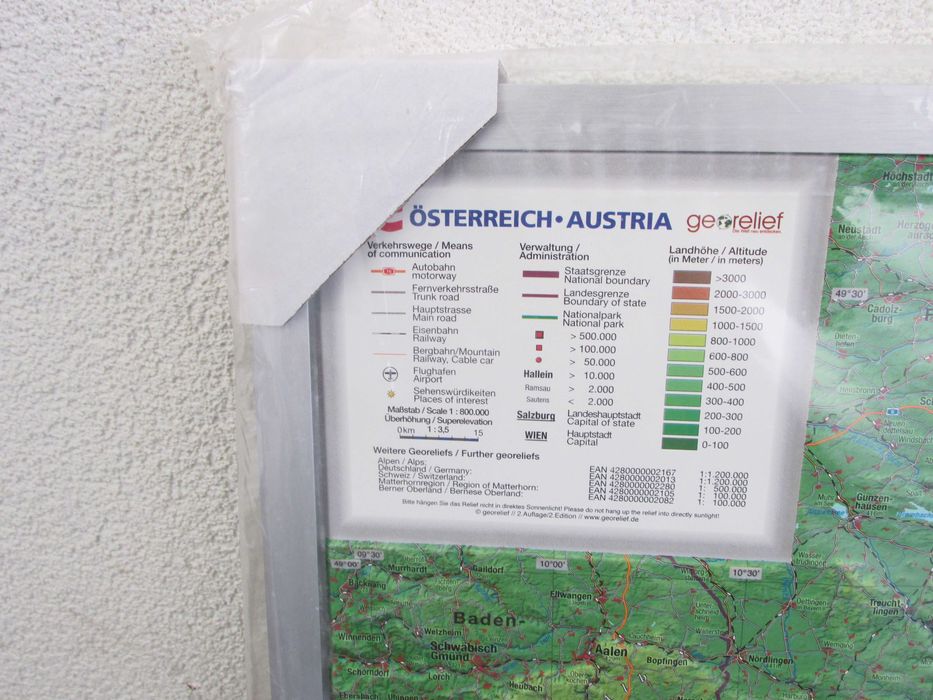 ÖSTERREICH • AUSTRIA
georelief
Verkehrswege / Means
of communication
Autobahn
motorway
Fernverkehrsstraße
Trunk road
Hauptstrasse
Main road
Eisenbahn
Railway
Bergbahn/Mountain
Railway, Cable car
Flughafen
Airport
Sehenswürdikeiten
Places of interest
Maßstab / Scale 1 : 800.000
Überhöhung / Superelevation
0 km 1 : 3,5 15
Verwaltung /
Administration
Staatsgrenze
National boundary
Landesgrenze
Boundary of state
Nationalpark
National park
> 500.000
> 100.000
> 50.000
Hallein > 10.000
Ramsau > 2.000
Sautens < 2.000
Salzburg Landeshauptstadt
Capital of state
WIEN Hauptstadt
Capital
Landhöhe / Altitude
(in Meter / in meters)
>3000
2000-3000
1500-2000
1000-1500
800-1000
600-800
500-600
400-500
300-400
200-300
100-200
0-100
Weitere Georeliefs / Further georeliefs
Alpen / Alps: EAN 4280000002167 1:1.200.000
Deutschland / Germany: EAN 4280000002013 1:1.200.000
Schweiz / Switzerland: EAN 4280000002280 1: 500.000
Matterhornregion / Region of Matterhorn: EAN 4280000002105 1: 100.000
Berner Oberland / Bernese Oberland: EAN 4280000002082 1: 100.000
Bitte hängen Sie das Relief nicht in direktes Sonnenlicht! Please do not hang up the relief into directly sunlight!
© georelief // 2.Auflage/2.Edition // www.georelief.de
Höchstadt
Neustadt
49°30'
Cadolz-
burg
Gunzen-
hausen
Treucht-
lingen
09°30'
49°00'
10°00'
10°30'
Murrhardt
Gaildorf
Backnang
Ellwangen
Baden-
Winnenden
Welzheim
Schwäbisch
Gmünd
Aalen
Bopfingen
Nördlingen
Schorndorf
Lorch
Heubach
Wemding